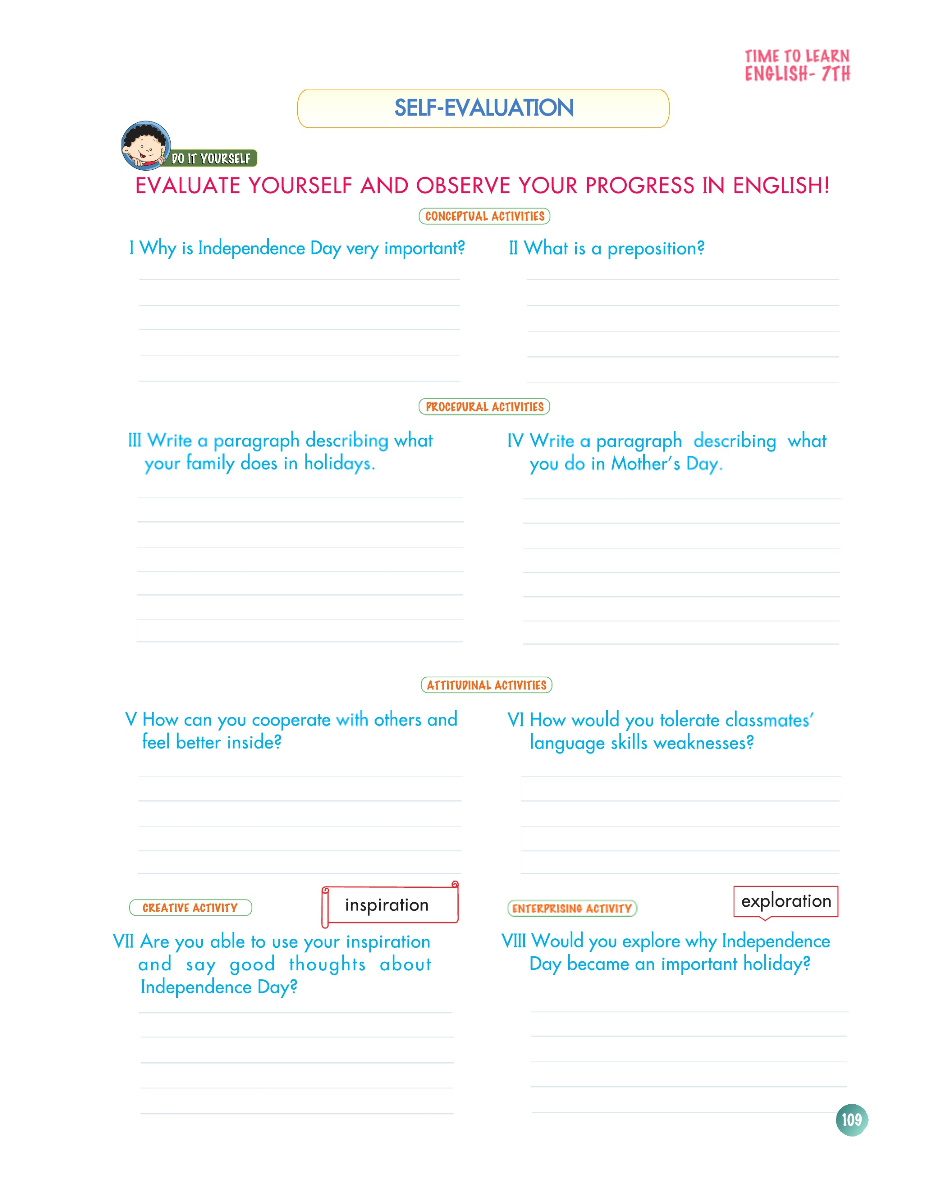 TIME TO LEARN
ENGLISH- 7TH
SELF-EVALUATION
DO IT YOURSELF
EVALUATE YOURSELF AND OBSERVE YOUR PROGRESS IN ENGLISH!
CONCEPTUAL ACTIVITIES
I Why is Independence Day very important?
II What is a preposition?
PROCEDURAL ACTIVITIES
III Write a paragraph describing what
your family does in holidays.
IV Write a paragraph describing what
you do in Mother's Day.
ATTITUDINAL ACTIVITIES
V How can you cooperate with others and
feel better inside?
VI How would you tolerate classmates'
language skills weaknesses?
CREATIVE ACTIVITY
inspiration
VII Are you able to use your inspiration
and say good thoughts about
Independence Day?
ENTERPRISING ACTIVITY
exploration
VIII Would you explore why Independence
Day became an important holiday?
109